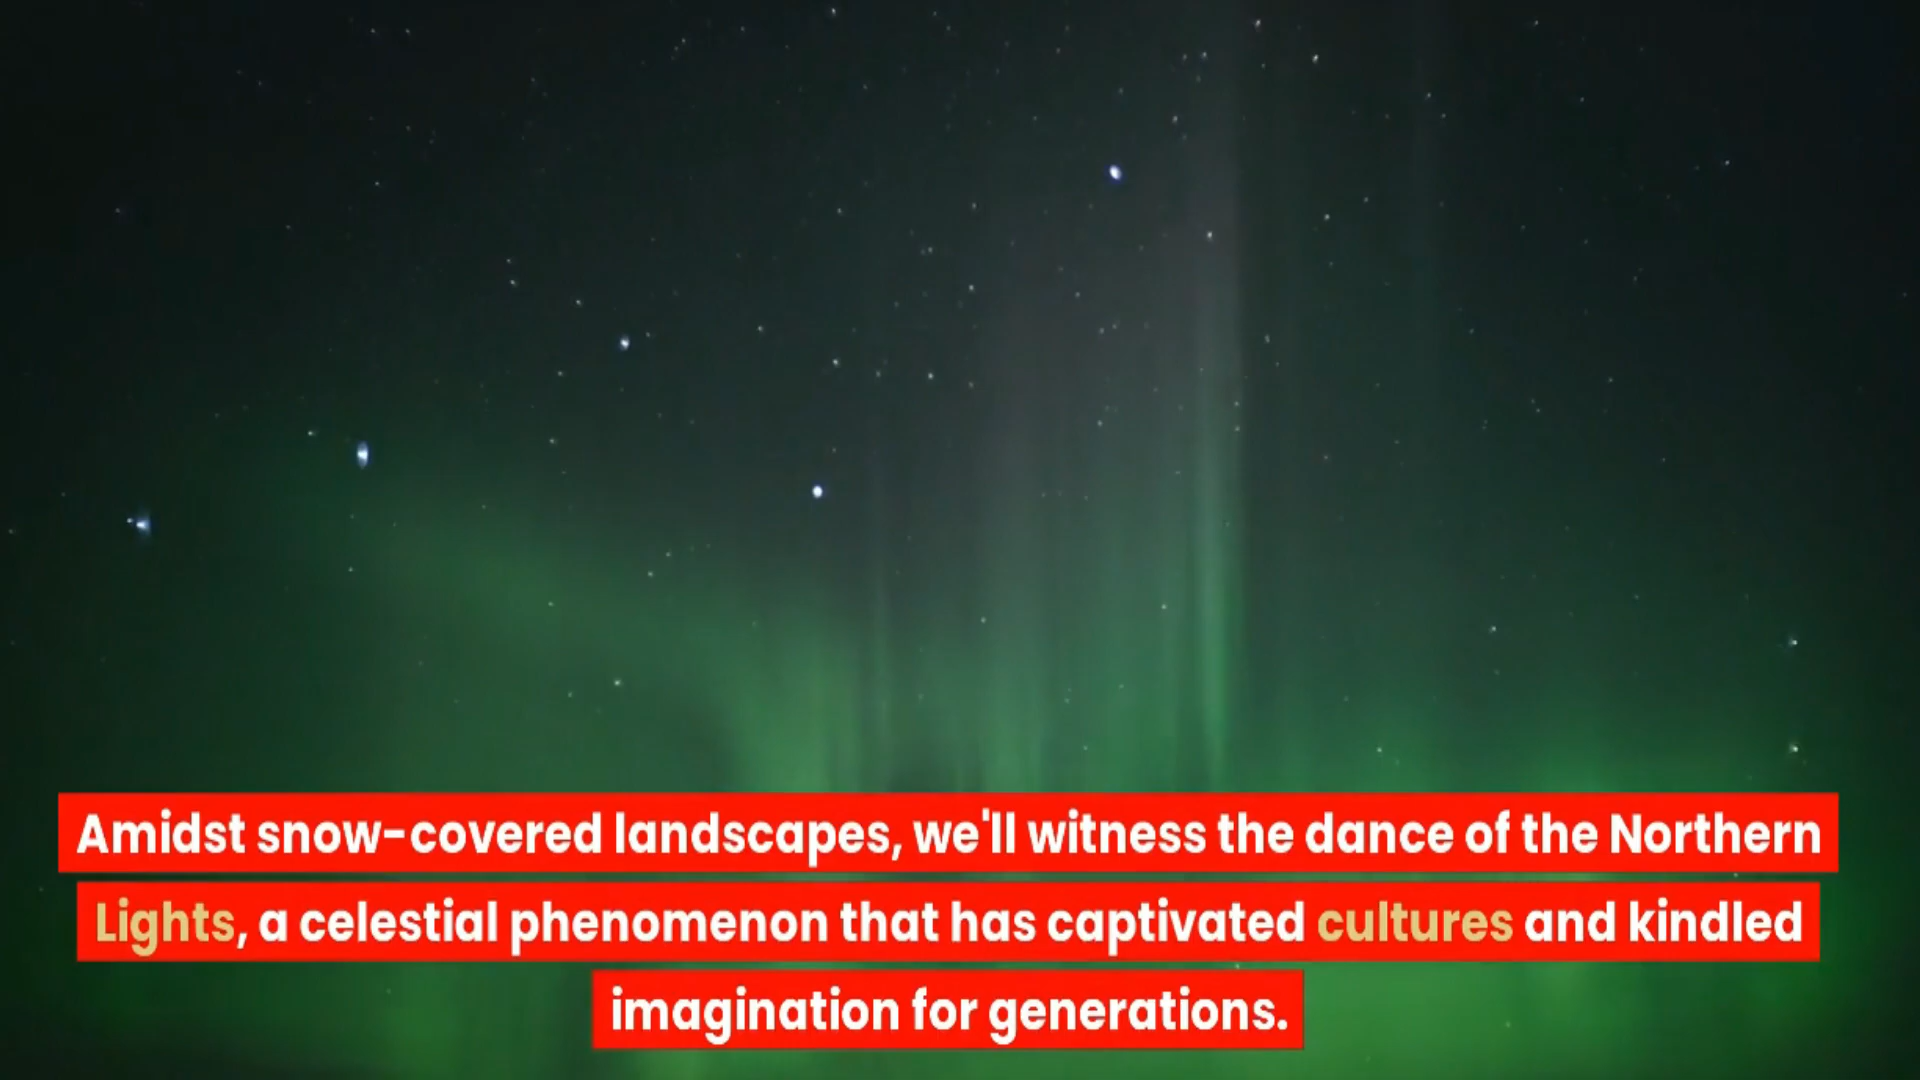 Amidst snow-covered landscapes, we'll witness the dance of the Northern
Lights, a celestial phenomenon that has captivated cultures and kindled
imagination for generations.